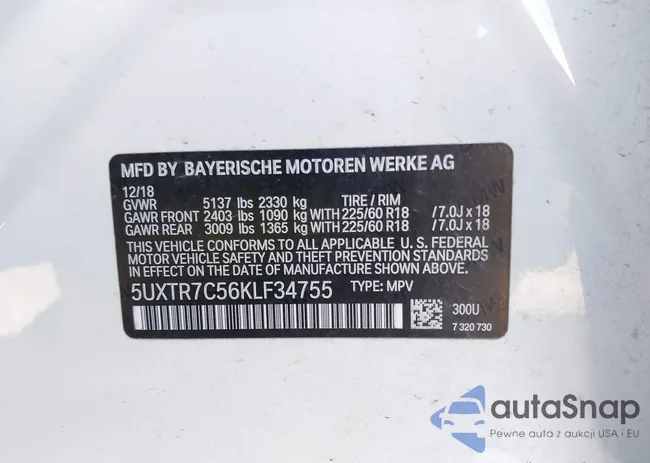 MFD BY BAYERISCHE MOTOREN WERKE AG
12/18
GVWR 5137 lbs 2330 kg TIRE / RIM
GAWR FRONT 2403 lbs 1090 kg WITH 225/60 R18 /7.0J x 18
GAWR REAR 3009 lbs 1365 kg WITH 225/60 R18 /7.0J x 18
THIS VEHICLE CONFORMS TO ALL APPLICABLE U. S. FEDERAL
MOTOR VEHICLE SAFETY AND THEFT PREVENTION STANDARDS
IN EFFECT ON THE DATE OF MANUFACTURE SHOWN ABOVE.
5UXTR7C56KLF34755 TYPE: MPV
300U
7 320 730
autoSnap
Pewne auta z aukcji USA i EU